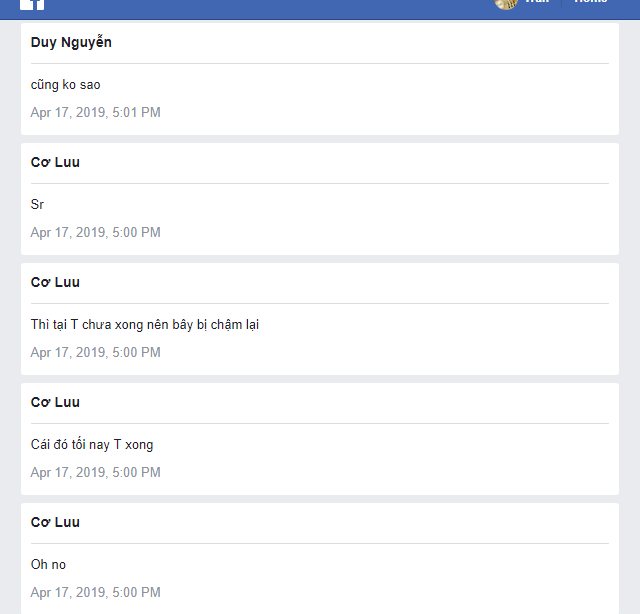 Duy Nguyễn
cũng ko sao
Apr 17, 2019, 5:01 PM
Cơ Luu
Sr
Apr 17, 2019, 5:00 PM
Cơ Luu
Thì tại T chưa xong nên bây bị chậm lại
Apr 17, 2019, 5:00 PM
Cơ Luu
Cái đó tối nay T xong
Apr 17, 2019, 5:00 PM
Cơ Luu
Oh no
Apr 17, 2019, 5:00 PM